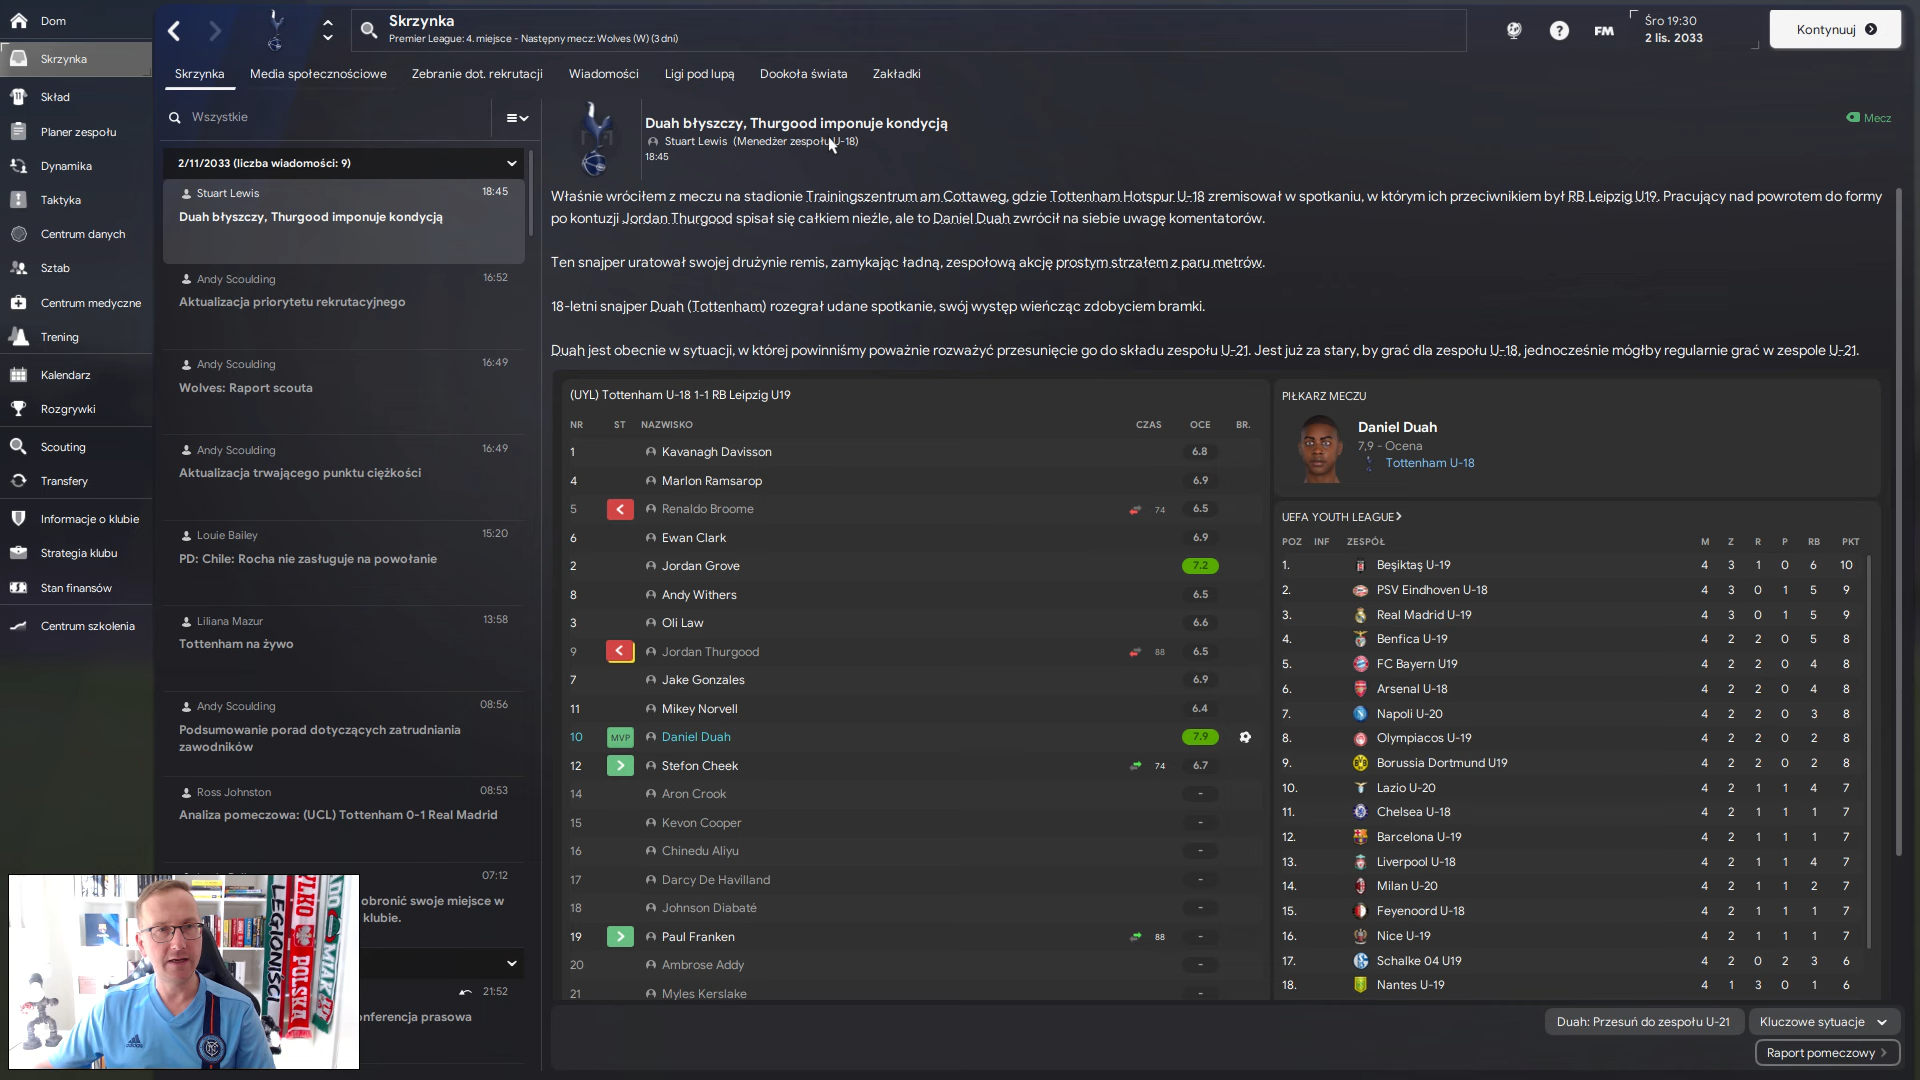 Dom
Skrzynka
Skład
Planer zespołu
Dynamika
Taktyka
Centrum danych
Sztab
Centrum medyczne
Trening
Kalendarz
Rozgrywki
Scouting
Transfery
Informacje o klubie
Strategia klubu
Stan finansów
Centrum szkolenia
Skrzynka
Premier League: 4. miejsce - Następny mecz: Wolves (W) (3 dni)
FM
Śro 19:30
2 lis. 2033
Kontynuuj
Skrzynka Media społecznościowe Zebranie dot. rekrutacji Wiadomości Ligi pod lupą Dookoła świata Zakładki
Wszystkie
2/11/2033 (liczba wiadomości: 9)
Stuart Lewis 18:45
Duah błyszczy, Thurgood imponuje kondycją
Andy Scoulding 16:52
Aktualizacja priorytetu rekrutacyjnego
Andy Scoulding 16:49
Wolves: Raport scouta
Andy Scoulding 16:49
Aktualizacja trwającego punktu ciężkości
Louie Bailey 15:20
PD: Chile: Rocha nie zasługuje na powołanie
Liliana Mazur 13:58
Tottenham na żywo
Andy Scoulding 08:56
Podsumowanie porad dotyczących zatrudniania
zawodników
Ross Johnston 08:53
Analiza pomeczowa: (UCL) Tottenham 0-1 Real Madrid
07:12
obronić swoje miejsce w
klubie.
21:52
onferencja prasowa
Duah błyszczy, Thurgood imponuje kondycją
Stuart Lewis (Menedżer zespołu U-18)
18:45
Mecz
Właśnie wróciłem z meczu na stadionie Trainingszentrum am Cottaweg, gdzie Tottenham Hotspur U-18 zremisował w spotkaniu, w którym ich przeciwnikiem był RB Leipzig U19. Pracujący nad powrotem do formy
po kontuzji Jordan Thurgood spisał się całkiem nieźle, ale to Daniel Duah zwrócił na siebie uwagę komentatorów.
Ten snajper uratował swojej drużynie remis, zamykając ładną, zespołową akcję prostym strzałem z paru metrów.
18-letni snajper Duah (Tottenham) rozegrał udane spotkanie, swój występ wieńcząc zdobyciem bramki.
Duah jest obecnie w sytuacji, w której powinniśmy poważnie rozważyć przesunięcie go do składu zespołu U-21. Jest już za stary, by grać dla zespołu U-18, jednocześnie mógłby regularnie grać w zespole U-21.
(UYL) Tottenham U-18 1-1 RB Leipzig U19
NR ST NAZWISKO CZAS OCE BR.
1 Kavanagh Davisson 6.8
4 Marlon Ramsarop 6.9
5 Renaldo Broome 74 6.5
6 Ewan Clark 6.9
2 Jordan Grove 7.2
8 Andy Withers 6.5
3 Oli Law 6.6
9 Jordan Thurgood 88 6.5
7 Jake Gonzales 6.9
11 Mikey Norvell 6.4
10 MVP Daniel Duah 7.9
12 Stefon Cheek 74 6.7
14 Aron Crook -
15 Kevon Cooper -
16 Chinedu Aliyu -
17 Darcy De Havilland -
18 Johnson Diabaté -
19 Paul Franken 88 -
20 Ambrose Addy -
21 Myles Kerslake -
PIŁKARZ MECZU
Daniel Duah
7,9 - Ocena
Tottenham U-18
UEFA YOUTH LEAGUE
POZ INF ZESPÓŁ M Z R P RB PKT
1. Beşiktaş U-19 4 3 1 0 6 10
2. PSV Eindhoven U-18 4 3 0 1 5 9
3. Real Madrid U-19 4 3 0 1 5 9
4. Benfica U-19 4 2 2 0 5 8
5. FC Bayern U19 4 2 2 0 4 8
6. Arsenal U-18 4 2 2 0 4 8
7. Napoli U-20 4 2 2 0 3 8
8. Olympiacos U-19 4 2 2 0 2 8
9. Borussia Dortmund U19 4 2 2 0 2 8
10. Lazio U-20 4 2 1 1 4 7
11. Chelsea U-18 4 2 1 1 1 7
12. Barcelona U-19 4 2 1 1 1 7
13. Liverpool U-18 4 2 1 1 4 7
14. Milan U-20 4 2 1 1 2 7
15. Feyenoord U-18 4 2 1 1 1 7
16. Nice U-19 4 2 1 1 1 7
17. Schalke 04 U19 4 2 0 2 3 6
18. Nantes U-19 4 1 3 0 1 6
Duah: Przesuń do zespołu U-21
Kluczowe sytuacje
Raport pomeczowy
LEGIONIŚCI
POLSKA